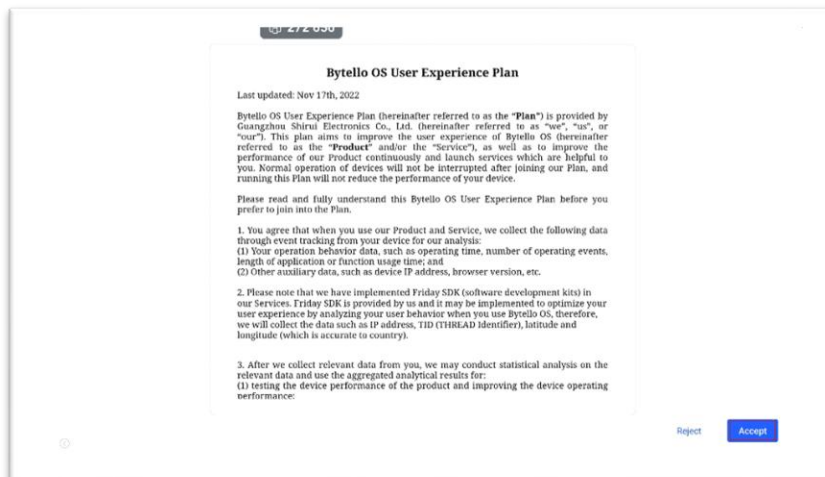 Bytello OS User Experience Plan
Last updated: Nov 17th, 2022
Bytello OS User Experience Plan (hereinafter referred to as the "Plan") is provided by
Guangzhou Shirui Electronics Co., Ltd. (hereinafter referred to as "we", "us", or
"our"). This plan aims to improve the user experience of Bytello OS (hereinafter
referred to as the "Product" and/or the "Service"), as well as to improve the
performance of our Product continuously and launch services which are helpful to
you. Normal operation of devices will not be interrupted after joining our Plan, and
running this Plan will not reduce the performance of your device.
Please read and fully understand this Bytello OS User Experience Plan before you
prefer to join into the Plan.
1. You agree that when you use our Product and Service, we collect the following data
through event tracking from your device for our analysis:
(1) Your operation behavior data, such as operating time, number of operating events,
length of application or function usage time; and
(2) Other auxiliary data, such as device IP address, browser version, etc.
2. Please note that we have implemented Friday SDK (software development kits) in
our Services. Friday SDK is provided by us and it may be implemented to optimize your
user experience by analyzing your user behavior when you use Bytello OS, therefore,
we will collect the data such as IP address, TID (THREAD Identifier), latitude and
longitude (which is accurate to country).
3. After we collect relevant data from you, we may conduct statistical analysis on the
relevant data and use the aggregated analytical results for:
(1) testing the device performance of the product and improving the device operating
performance;
Reject
Accept